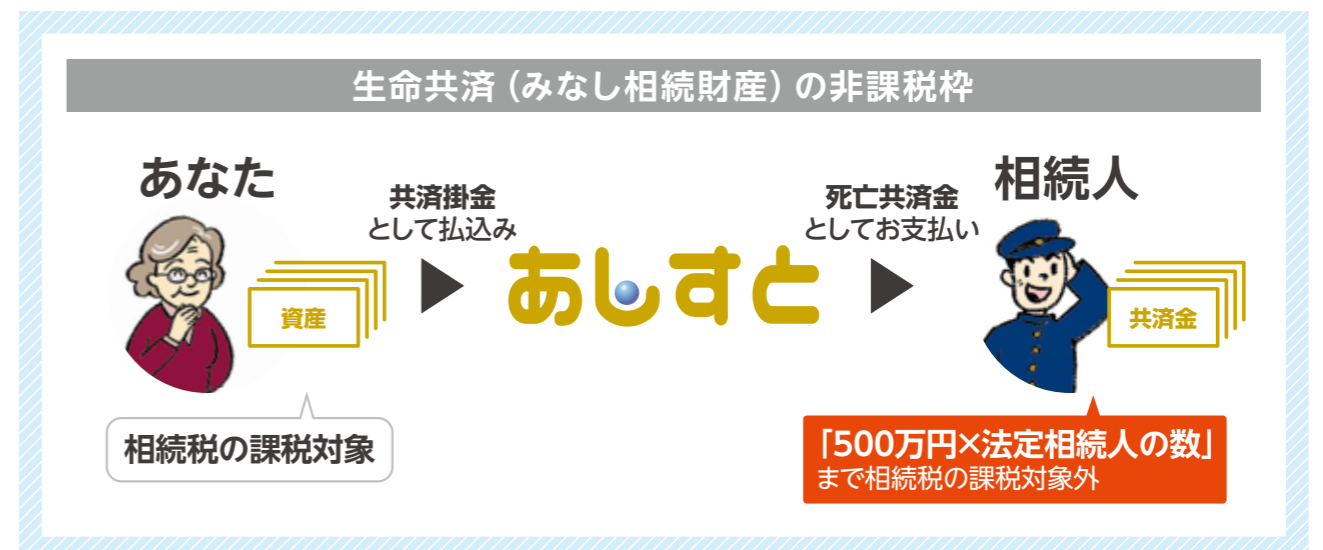 生命共済（みなし相続財産）の非課税枠
あなた
資産
相続税の課税対象
共済掛金
として払込み
あしすと
死亡共済金
としてお支払い
相続人
共済金
「500万円×法定相続人の数」
まで相続税の課税対象外